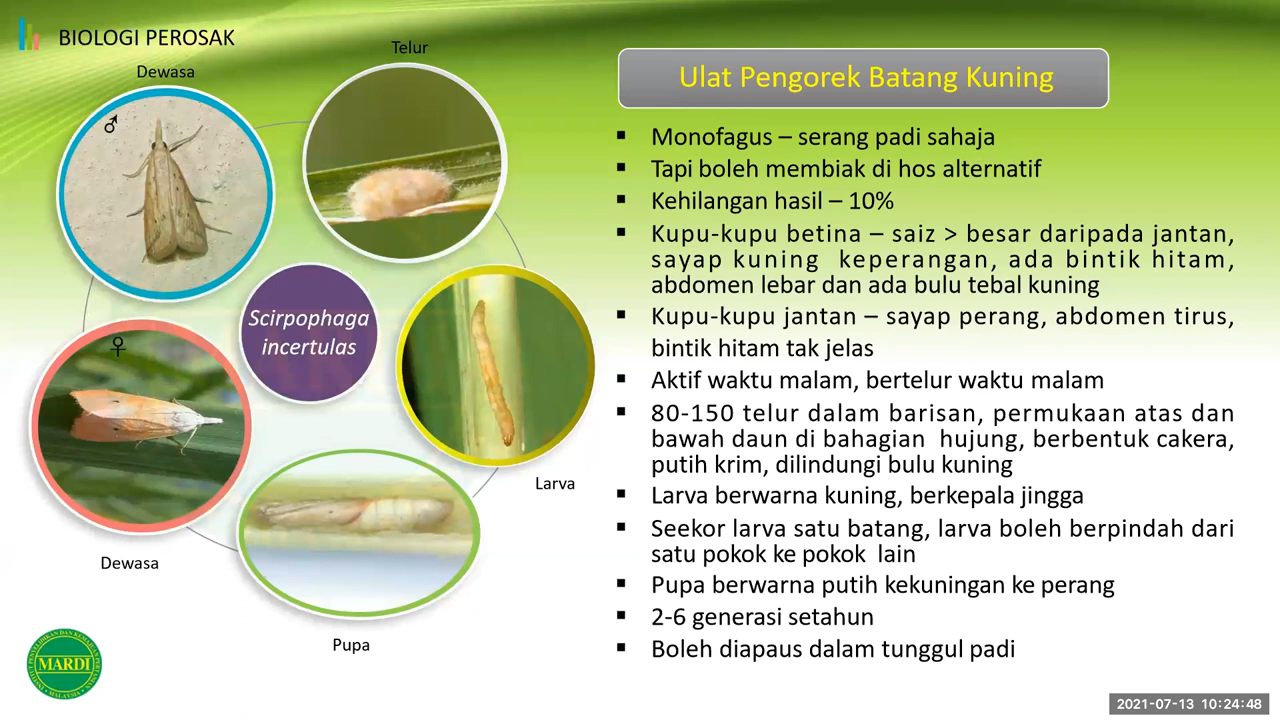 BIOLOGI PEROSAK
Dewasa
Telur
♂
Scirpophaga
incertulas
♀
Larva
Dewasa
Pupa
INSTITUT PENYELIDIKAN DAN KEMAJUAN PERTANIAN
MARDI
MALAYSIA
Ulat Pengorek Batang Kuning
▪ Monofagus – serang padi sahaja
▪ Tapi boleh membiak di hos alternatif
▪ Kehilangan hasil – 10%
▪ Kupu-kupu betina – saiz > besar daripada jantan,
sayap kuning keperangan, ada bintik hitam,
abdomen lebar dan ada bulu tebal kuning
▪ Kupu-kupu jantan – sayap perang, abdomen tirus,
bintik hitam tak jelas
▪ Aktif waktu malam, bertelur waktu malam
▪ 80-150 telur dalam barisan, permukaan atas dan
bawah daun di bahagian hujung, berbentuk cakera,
putih krim, dilindungi bulu kuning
▪ Larva berwarna kuning, berkepala jingga
▪ Seekor larva satu batang, larva boleh berpindah dari
satu pokok ke pokok lain
▪ Pupa berwarna putih kekuningan ke perang
▪ 2-6 generasi setahun
▪ Boleh diapaus dalam tunggul padi
2021-07-13 10:24:48